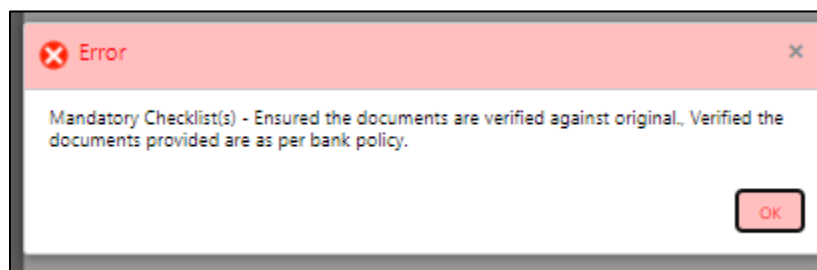 Error
Mandatory Checklist(s) - Ensured the documents are verified against original., Verified the
documents provided are as per bank policy.
OK